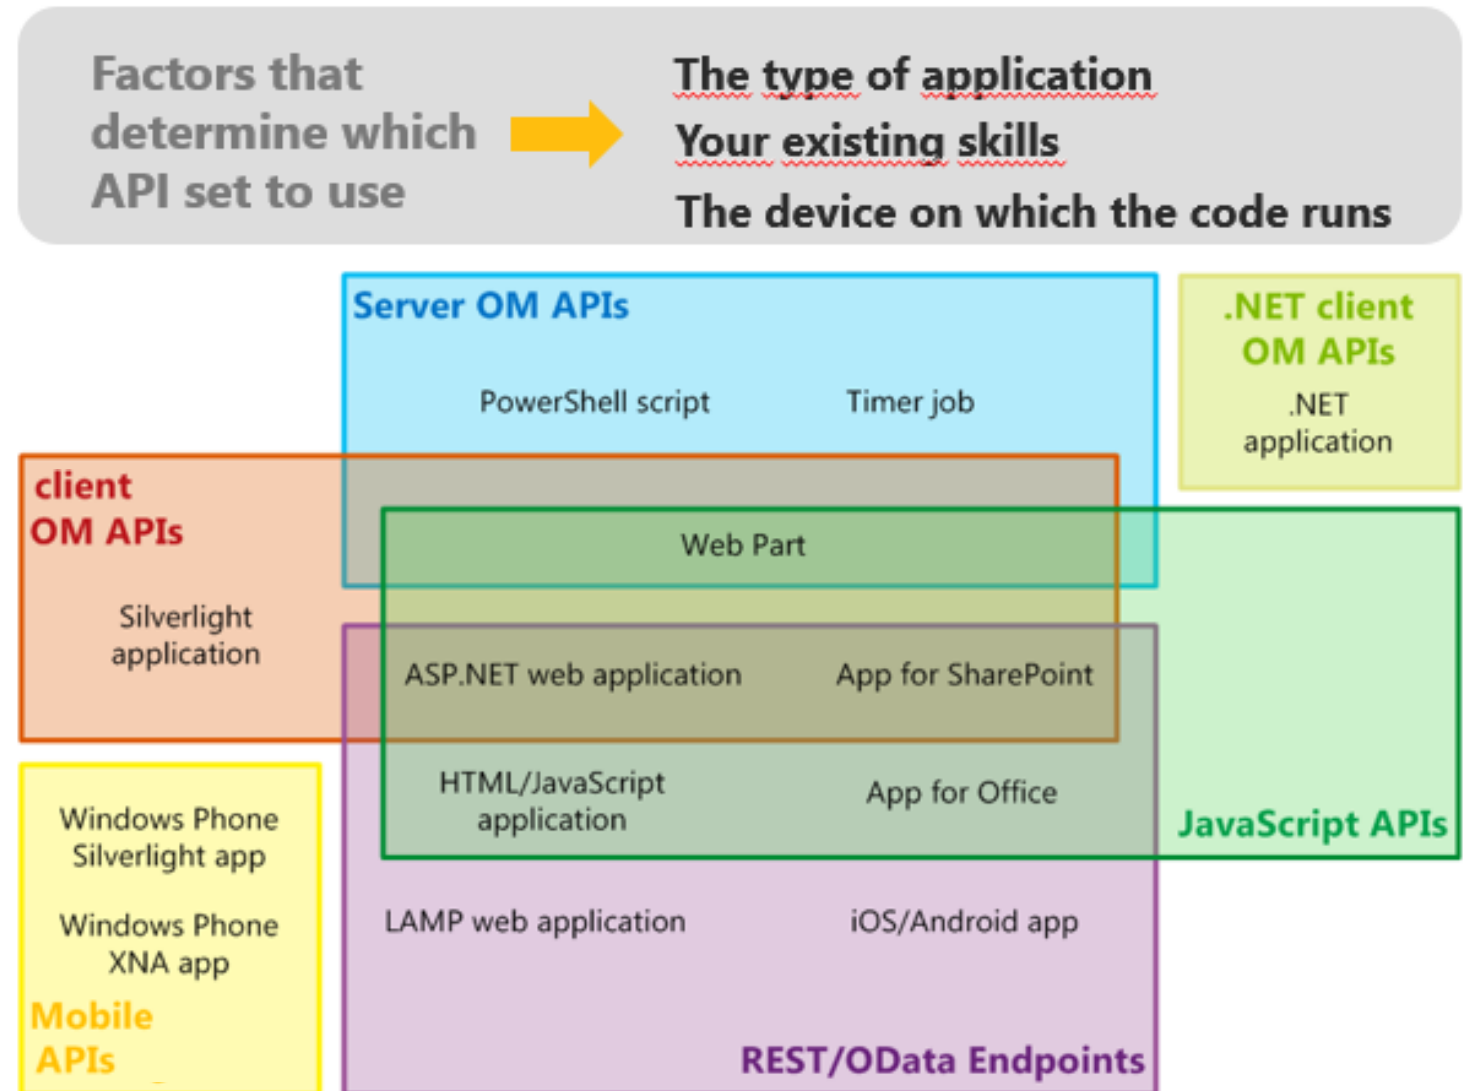 Factors that
determine which
API set to use
The type of application
Your existing skills
The device on which the code runs
Server OM APIs
PowerShell script
Timer job
.NET client
OM APIs
.NET
application
client
OM APIs
Web Part
Silverlight
application
ASP.NET web application
App for SharePoint
HTML/JavaScript
application
App for Office
JavaScript APIs
Windows Phone
Silverlight app
Windows Phone
XNA app
Mobile
APIs
LAMP web application
iOS/Android app
REST/OData Endpoints